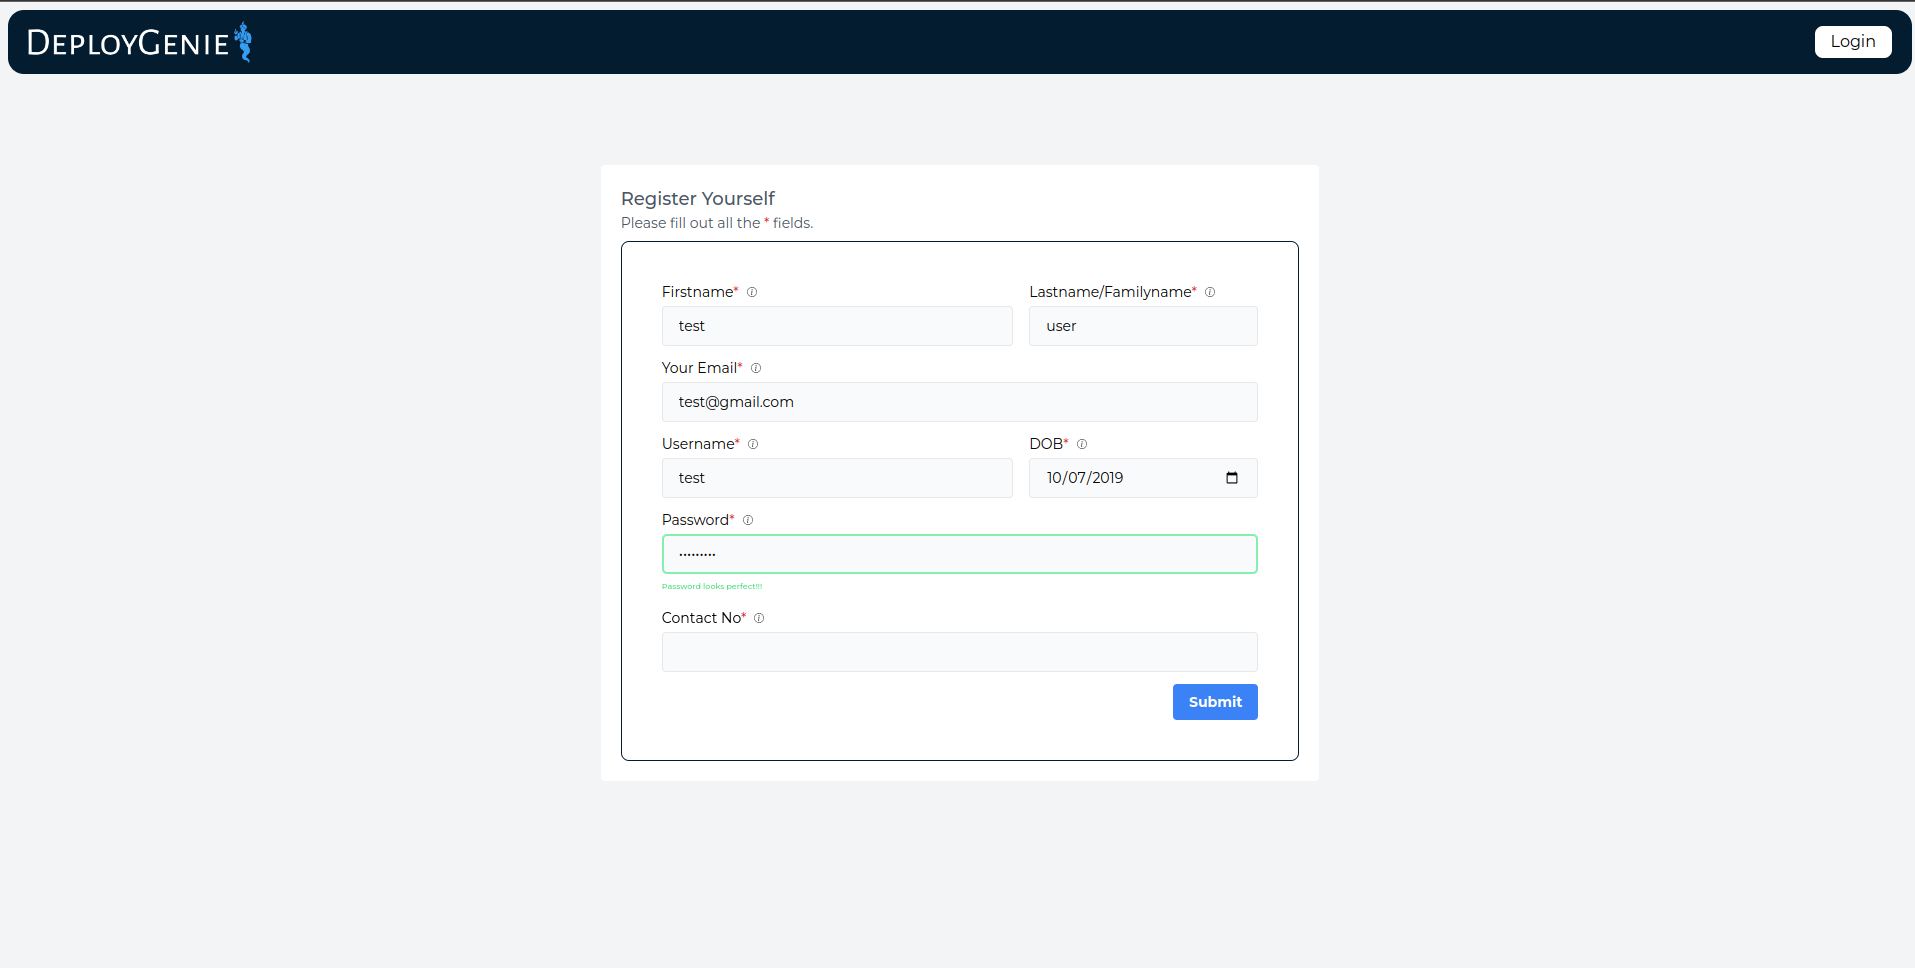 DEPLOYGENIE
Login
Register Yourself
Please fill out all the * fields.
Firstname* Lastname/Familyname*
test user
Your Email*
test@gmail.com
Username* DOB*
test 10/07/2019
Password*
•••••••••
Password looks perfect!!!
Contact No*
Submit